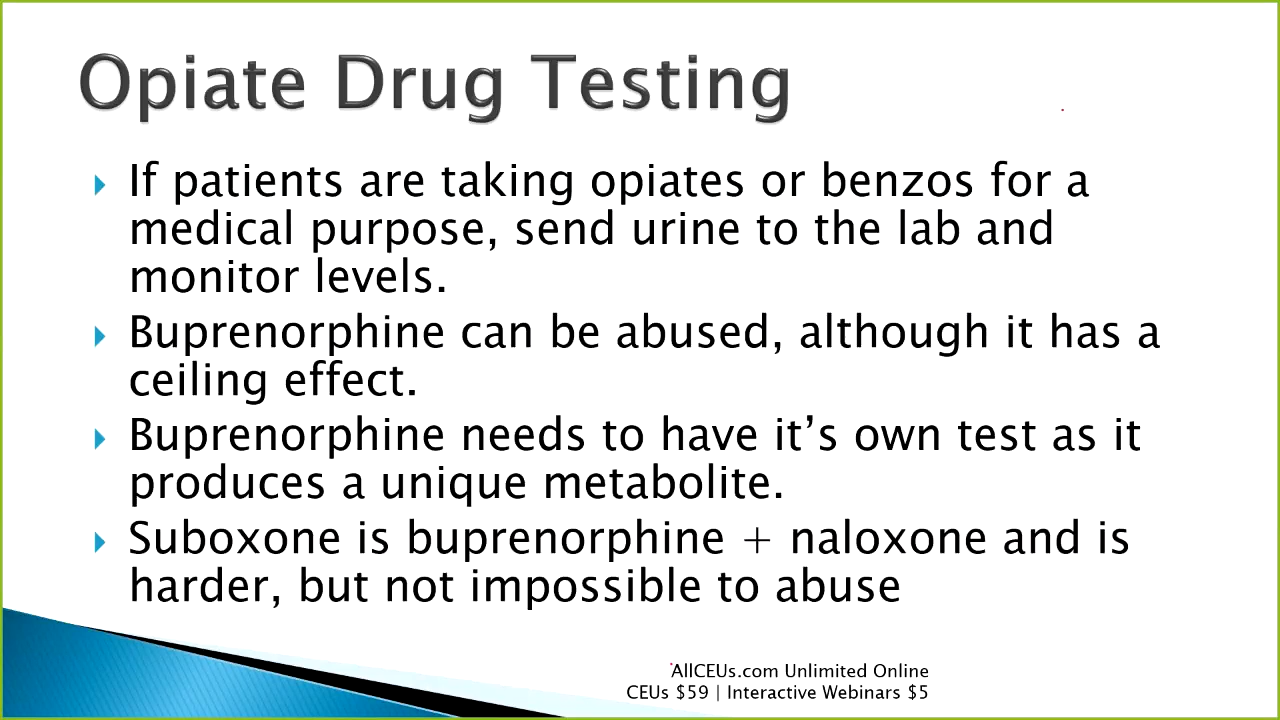 Opiate Drug Testing
If patients are taking opiates or benzos for a
medical purpose, send urine to the lab and
monitor levels.
Buprenorphine can be abused, although it has a
ceiling effect.
Buprenorphine needs to have it’s own test as it
produces a unique metabolite.
Suboxone is buprenorphine + naloxone and is
harder, but not impossible to abuse
AllCEUs.com Unlimited Online
CEUs $59 | Interactive Webinars $5